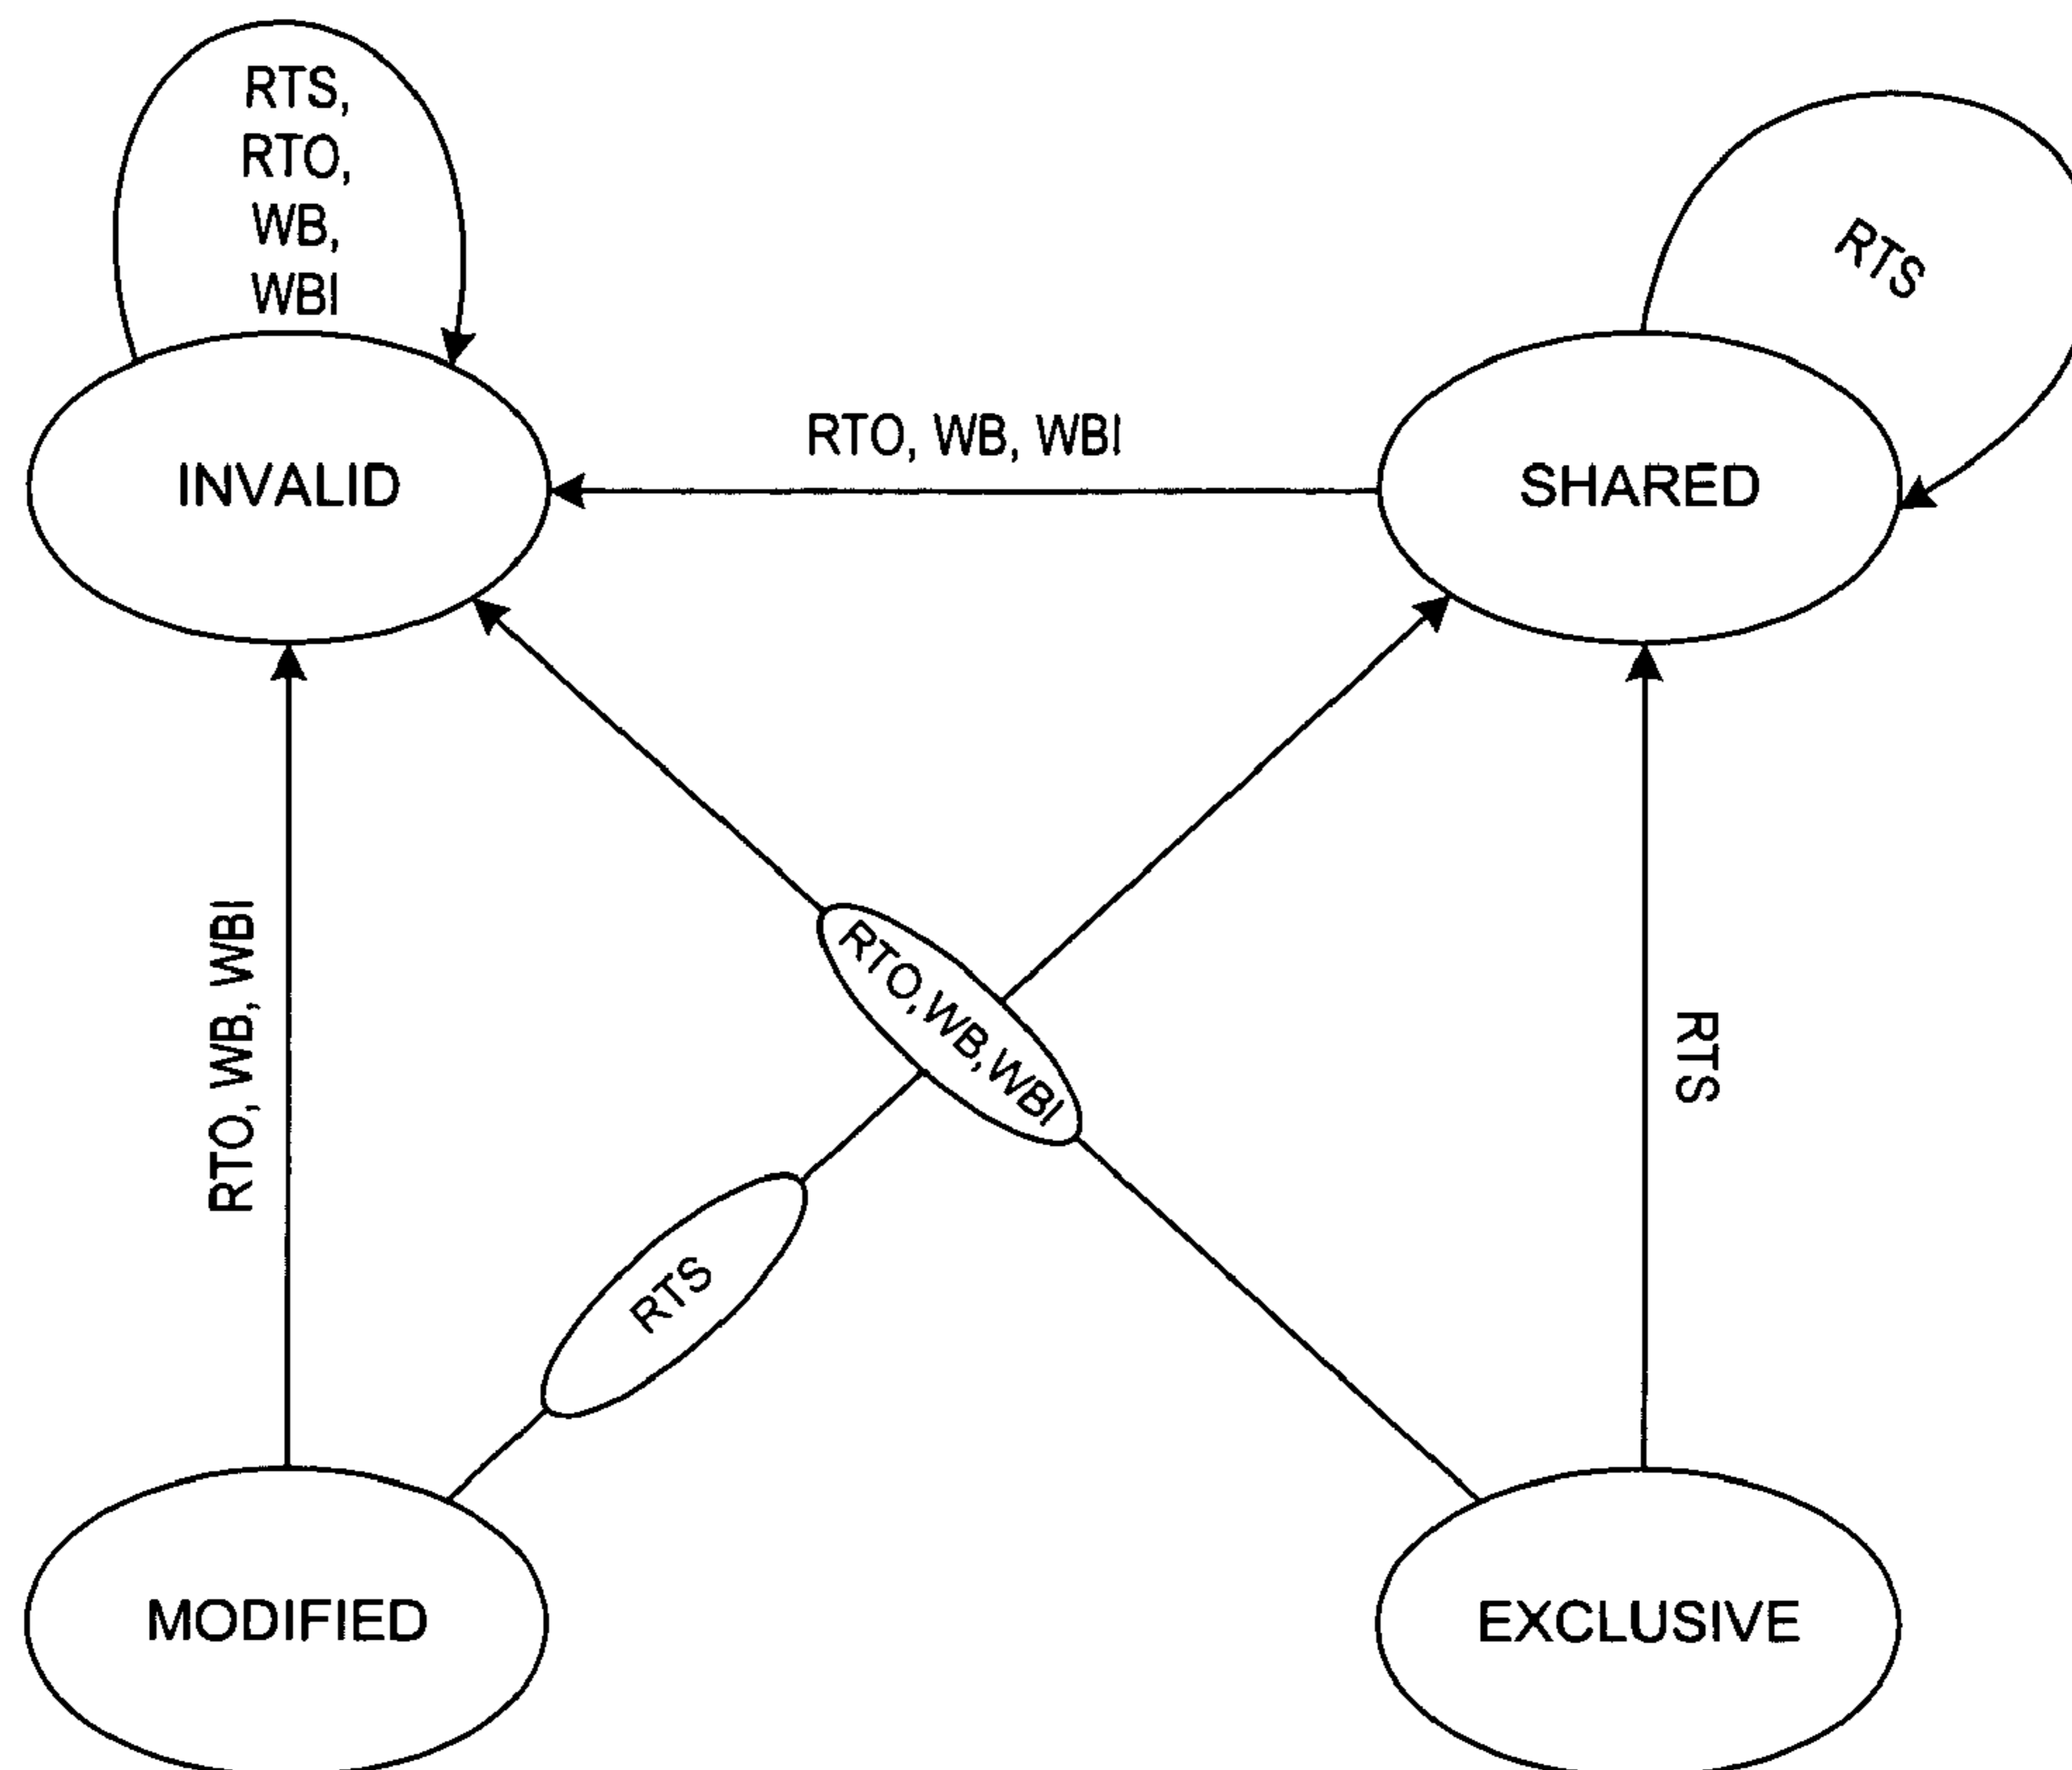 RTS,
RTO,
WB,
WBI
RTS
RTO, WB, WBI
INVALID
SHARED
RTO, WB, WBI
RTO, WB, WBI
RTS
RTS
MODIFIED
EXCLUSIVE